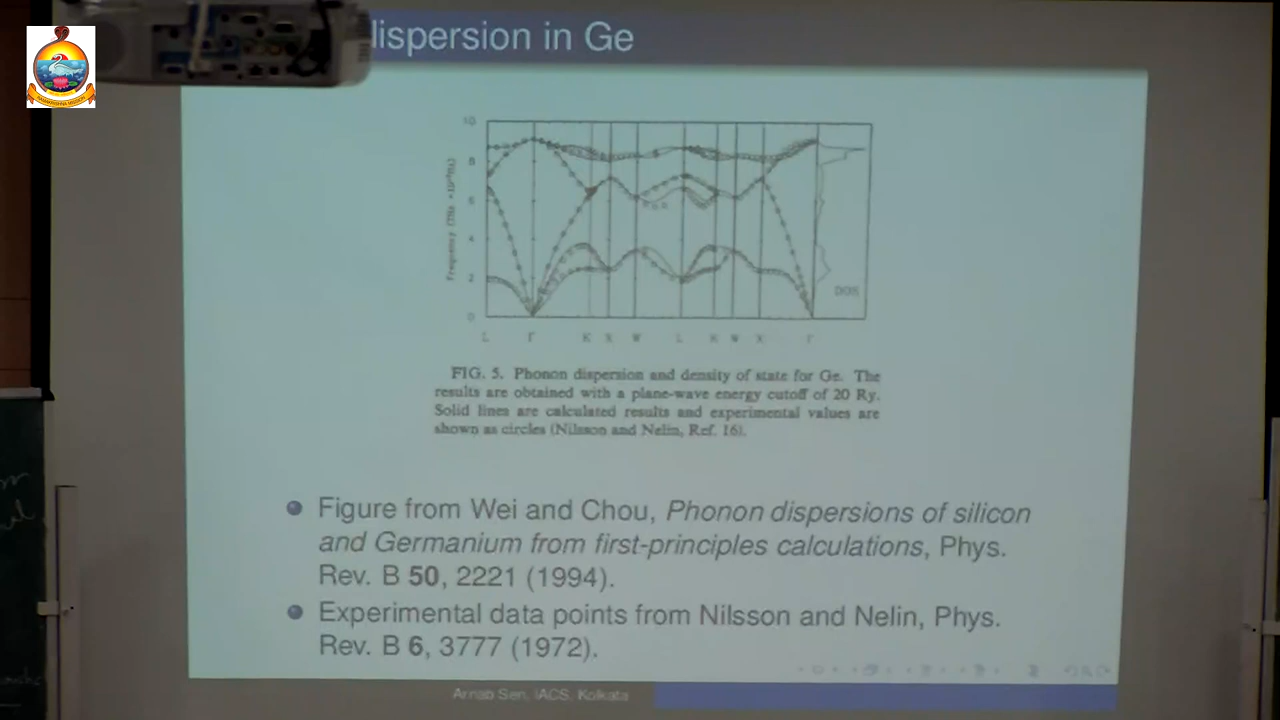 dispersion in Ge
10
8
6
4
2
0
DOS
L Γ K X W L K W X Γ
FIG. 5. Phonon dispersion and density of state for Ge. The
results are obtained with a plane-wave energy cutoff of 20 Ry.
Solid lines are calculated results and experimental values are
shown as circles (Nilsson and Nelin, Ref. 16).
Figure from Wei and Chou, Phonon dispersions of silicon
and Germanium from first-principles calculations, Phys.
Rev. B 50, 2221 (1994).
Experimental data points from Nilsson and Nelin, Phys.
Rev. B 6, 3777 (1972).
Arnab Sen, IACS, Kolkata